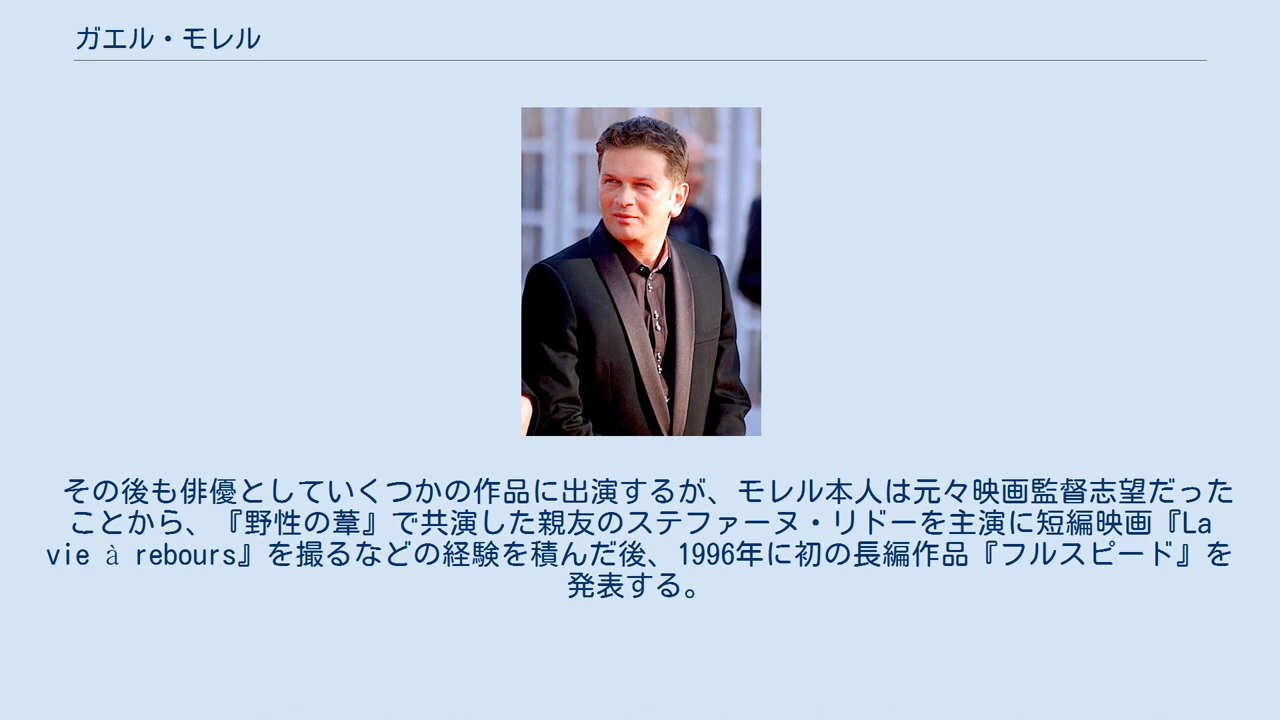 ガエル・モレル
その後も俳優としていくつかの作品に出演するが、モレル本人は元々映画監督志望だった
ことから、『野性の葦』で共演した親友のステファーヌ・リドーを主演に短編映画『La
vie à rebours』を撮るなどの経験を積んだ後、1996年に初の長編作品『フルスピード』を
発表する。